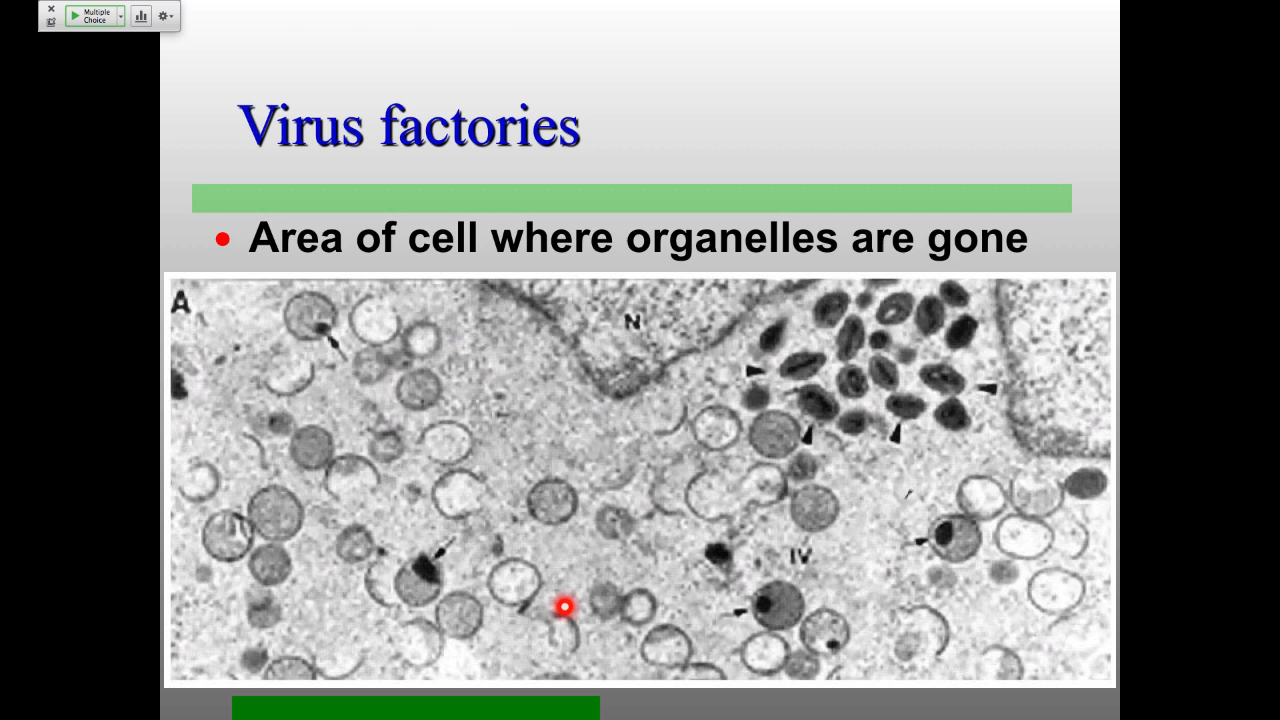 Multiple
Choice
Virus factories
Area of cell where organelles are gone
A
N
IV